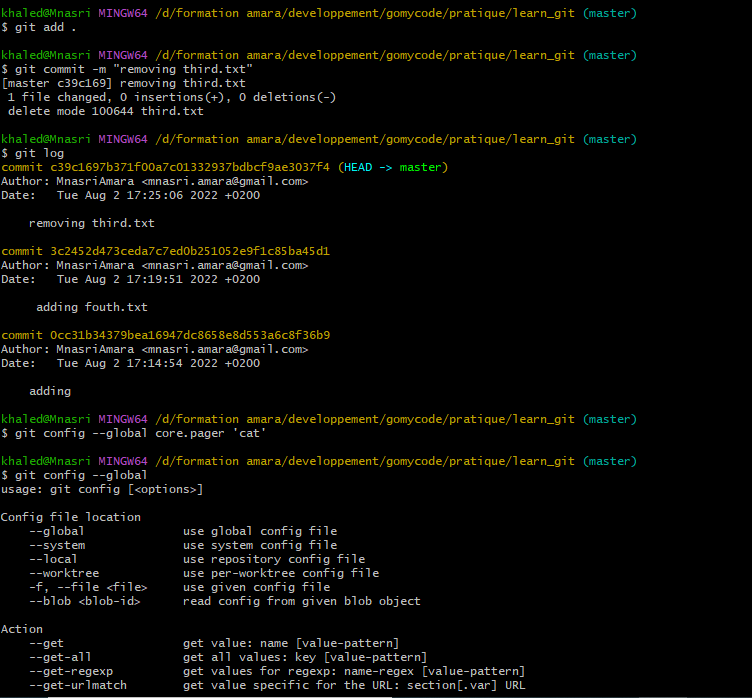 khaled@Mnasri MINGW64 /d/formation amara/developpement/gomycode/pratique/learn_git (master)
$ git add .
khaled@Mnasri MINGW64 /d/formation amara/developpement/gomycode/pratique/learn_git (master)
$ git commit -m "removing third.txt"
[master c39c169] removing third.txt
 1 file changed, 0 insertions(+), 0 deletions(-)
 delete mode 100644 third.txt
khaled@Mnasri MINGW64 /d/formation amara/developpement/gomycode/pratique/learn_git (master)
$ git log
commit c39c1697b371f00a7c01332937bdbcf9ae3037f4 (HEAD -> master)
Author: MnasriAmara <mnasri.amara@gmail.com>
Date:   Tue Aug 2 17:25:06 2022 +0200
    removing third.txt
commit 3c2452d473ceda7c7ed0b251052e9f1c85ba45d1
Author: MnasriAmara <mnasri.amara@gmail.com>
Date:   Tue Aug 2 17:19:51 2022 +0200
     adding fouth.txt
commit 0cc31b34379bea16947dc8658e8d553a6c8f36b9
Author: MnasriAmara <mnasri.amara@gmail.com>
Date:   Tue Aug 2 17:14:54 2022 +0200
    adding
khaled@Mnasri MINGW64 /d/formation amara/developpement/gomycode/pratique/learn_git (master)
$ git config --global core.pager 'cat'
khaled@Mnasri MINGW64 /d/formation amara/developpement/gomycode/pratique/learn_git (master)
$ git config --global
usage: git config [<options>]
Config file location
    --global              use global config file
    --system              use system config file
    --local               use repository config file
    --worktree            use per-worktree config file
    -f, --file <file>     use given config file
    --blob <blob-id>      read config from given blob object
Action
    --get                 get value: name [value-pattern]
    --get-all             get all values: key [value-pattern]
    --get-regexp          get values for regexp: name-regex [value-pattern]
    --get-urlmatch        get value specific for the URL: section[.var] URL